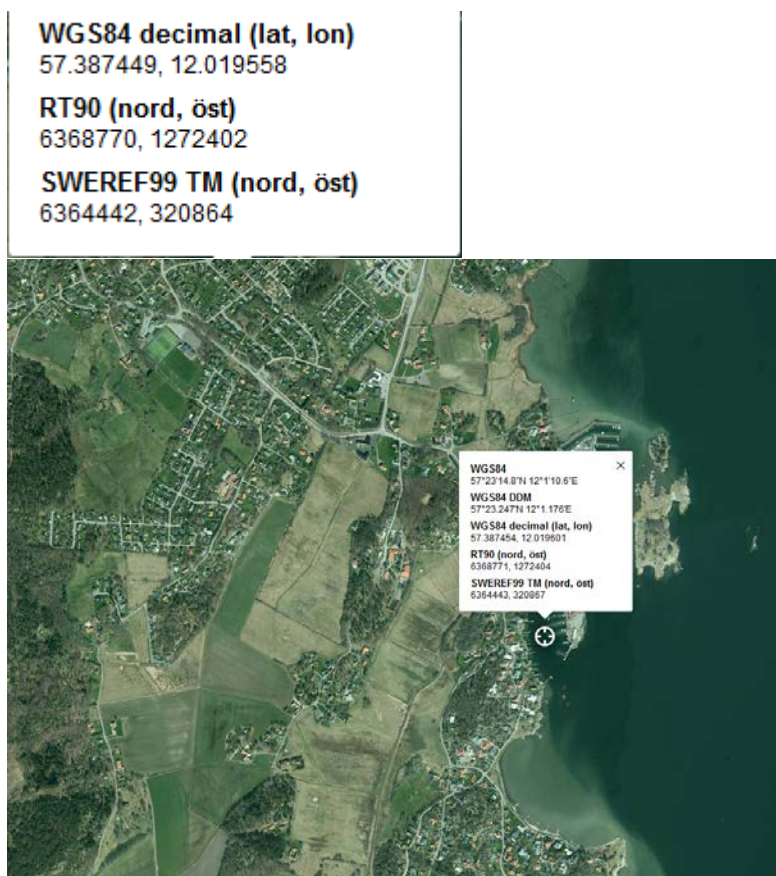 WGS84 decimal (lat, lon)
57.387449, 12.019558
RT90 (nord, öst)
6368770, 1272402
SWEREF99 TM (nord, öst)
6364442, 320864
WGS84
57°23'14.8"N 12°1'10.6"E
WGS84 DDM
57°23.247'N 12°1.176'E
WGS84 decimal (lat, lon)
57.387454, 12.019601
RT90 (nord, öst)
6368771, 1272404
SWEREF99 TM (nord, öst)
6364443, 320867